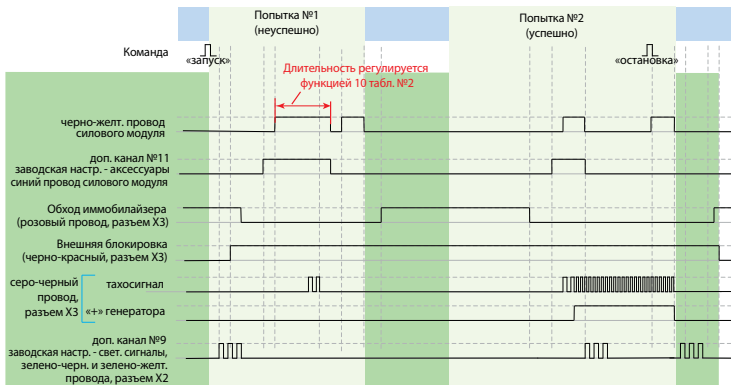 Попытка №1
(неуспешно)
Попытка №2
(успешно)
Команда
«запуск»
«остановка»
Длительность регулируется
функцией 10 табл. №2
черно-желт. провод
силового модуля
доп. канал №11
заводская настр. - аксессуары
синий провод силового модуля
Обход иммобилайзера
(розовый провод, разъем X3)
Внешняя блокировка
(черно-красный, разъем X3)
серо-черный
провод,
разъем X3
тахосигнал
«+» генератора
доп. канал №9
заводская настр. - свет. сигналы,
зелено-черн. и зелено-желт.
провода, разъем X2